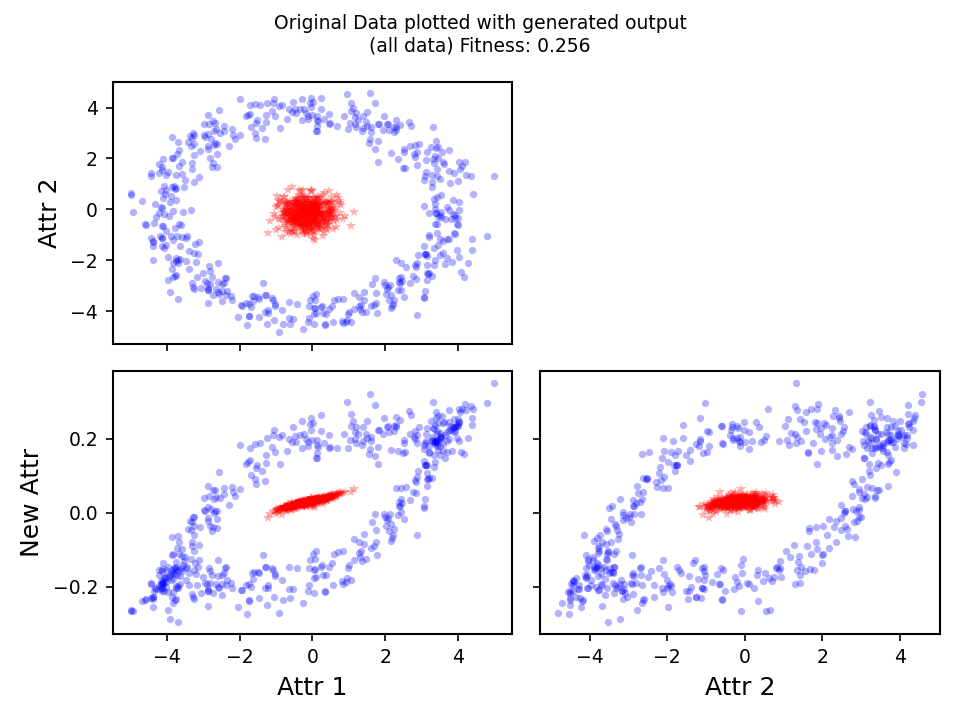 Original Data plotted with generated output
(all data) Fitness: 0.256
4
2
0
−2
−4
Attr 2
0.2
0.0
−0.2
New Attr
−4 −2 0 2 4
Attr 1
−4 −2 0 2 4
Attr 2